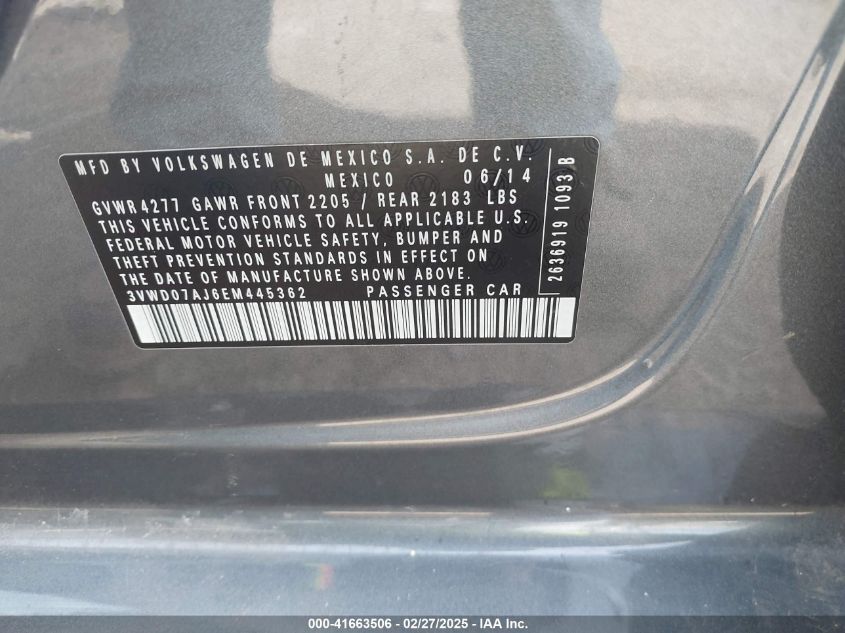 MFD BY VOLKSWAGEN DE MEXICO S.A. DE C.V.
MEXICO 06/14
GVWR 4277 GAWR FRONT 2205 / REAR 2183 LBS
THIS VEHICLE CONFORMS TO ALL APPLICABLE U.S.
FEDERAL MOTOR VEHICLE SAFETY, BUMPER AND
THEFT PREVENTION STANDARDS IN EFFECT ON
THE DATE OF MANUFACTURE SHOWN ABOVE.
3VWD07AJ6EM445362 PASSENGER CAR
2636919 1093 B
000-41663506 - 02/27/2025 - IAA, Inc.